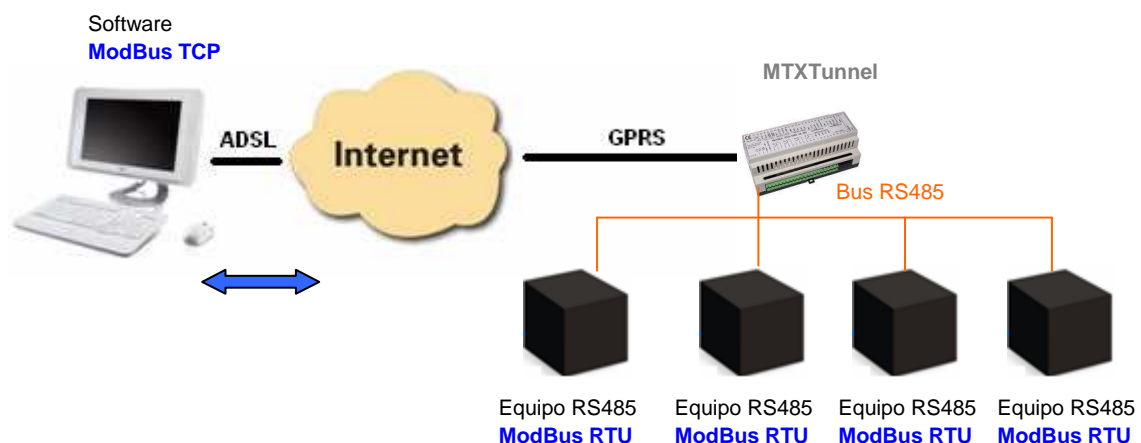 Software
ModBus TCP
MTXTunnel
ADSL
Internet
GPRS
Bus RS485
Equipo RS485
ModBus RTU
Equipo RS485
ModBus RTU
Equipo RS485
ModBus RTU
Equipo RS485
ModBus RTU